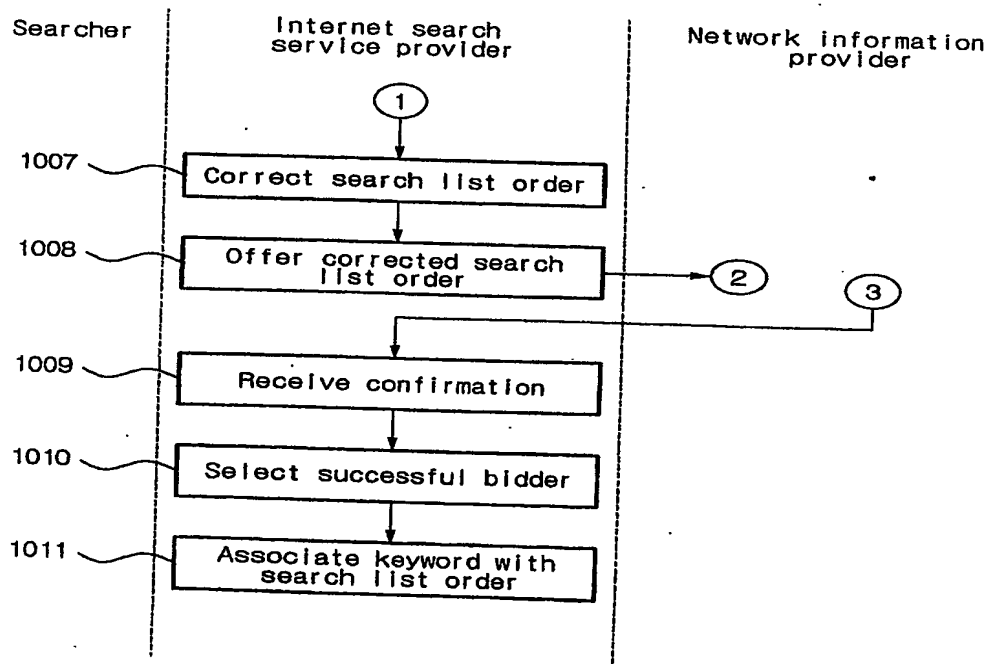 Searcher
Internet search
service provider
Network information
provider
1
1007
Correct search list order
1008
Offer corrected search
list order
2
3
1009
Receive confirmation
1010
Select successful bidder
1011
Associate keyword with
search list order